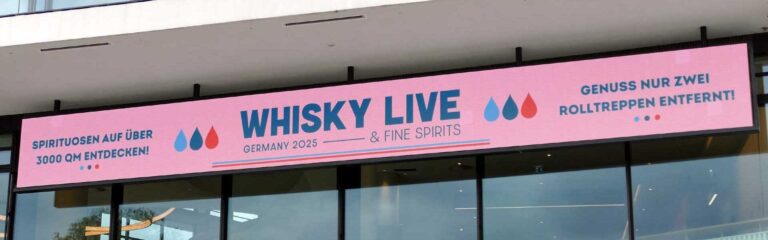 SPIRITUOSEN AUF ÜBER
3000 QM ENTDECKEN!
WHISKY LIVE
GERMANY 2025 & FINE SPIRITS
GENUSS NUR ZWEI
ROLLTREPPEN ENTFERNT!